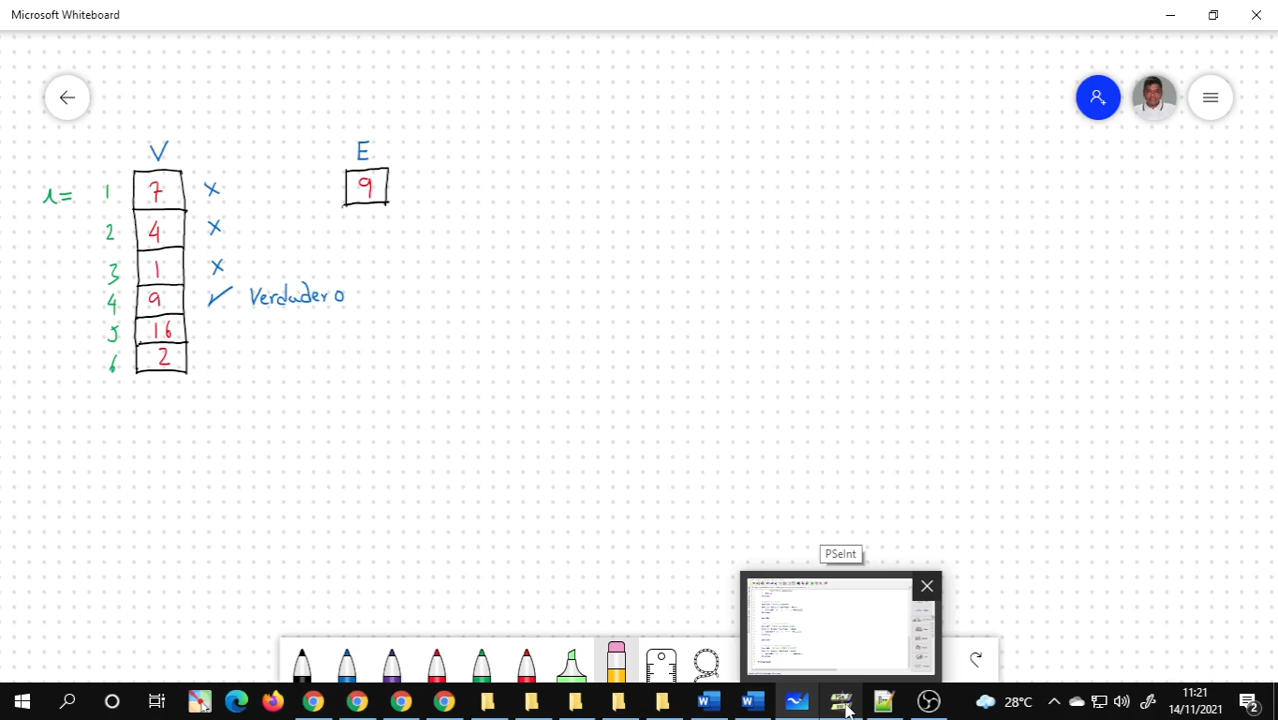 Microsoft Whiteboard
V E
i= 1 7 x 9
2 4 x
3 1 x
4 9 ✓ Verdadero
5 16
6 2
PSeInt
28°C
11:21
14/11/2021
2